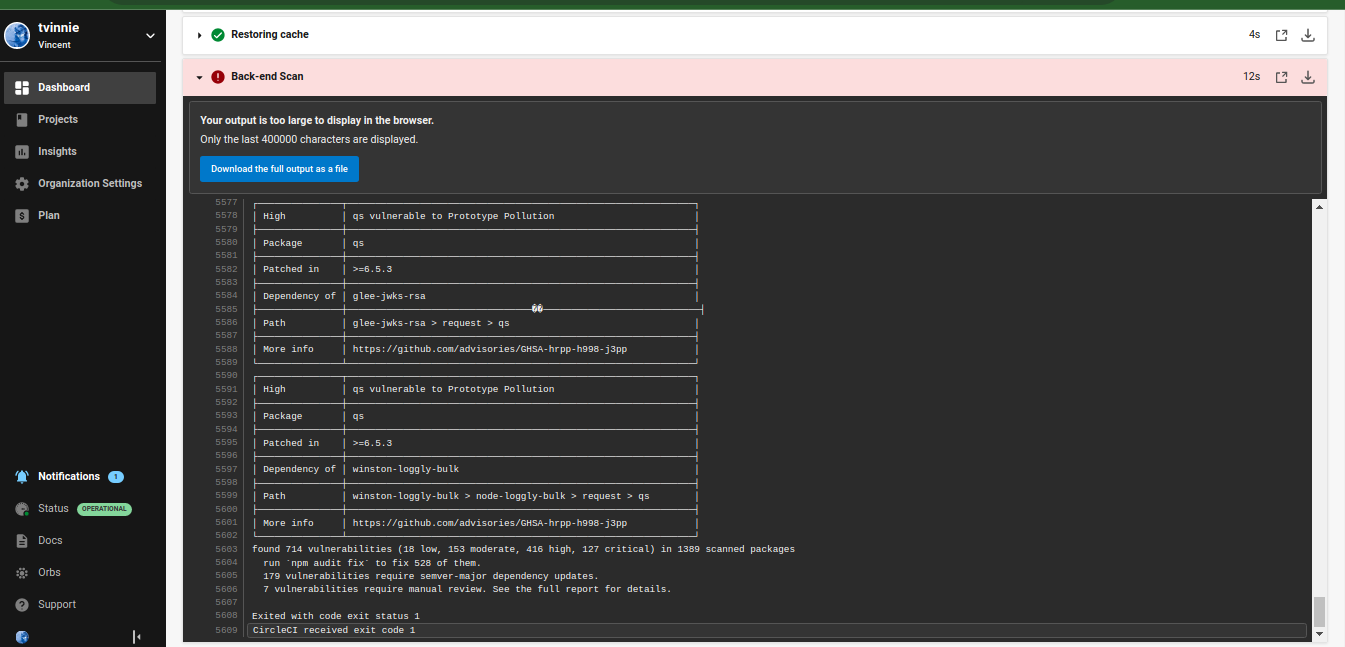 tvinnie
Vincent
Dashboard
Projects
Insights
Organization Settings
Plan
Notifications 1
Status OPERATIONAL
Docs
Orbs
Support
Restoring cache 4s
Back-end Scan 12s
Your output is too large to display in the browser.
Only the last 400000 characters are displayed.
Download the full output as a file
5577
5578 High qs vulnerable to Prototype Pollution
5579
5580 Package qs
5581
5582 Patched in >=6.5.3
5583
5584 Dependency of glee-jwks-rsa
5585 ��
5586 Path glee-jwks-rsa > request > qs
5587
5588 More info https://github.com/advisories/GHSA-hrpp-h998-j3pp
5589
5590
5591 High qs vulnerable to Prototype Pollution
5592
5593 Package qs
5594
5595 Patched in >=6.5.3
5596
5597 Dependency of winston-loggly-bulk
5598
5599 Path winston-loggly-bulk > node-loggly-bulk > request > qs
5600
5601 More info https://github.com/advisories/GHSA-hrpp-h998-j3pp
5602
5603 found 714 vulnerabilities (18 low, 153 moderate, 416 high, 127 critical) in 1389 scanned packages
5604 run `npm audit fix` to fix 528 of them.
5605 179 vulnerabilities require semver-major dependency updates.
5606 7 vulnerabilities require manual review. See the full report for details.
5607
5608 Exited with code exit status 1
5609 CircleCI received exit code 1